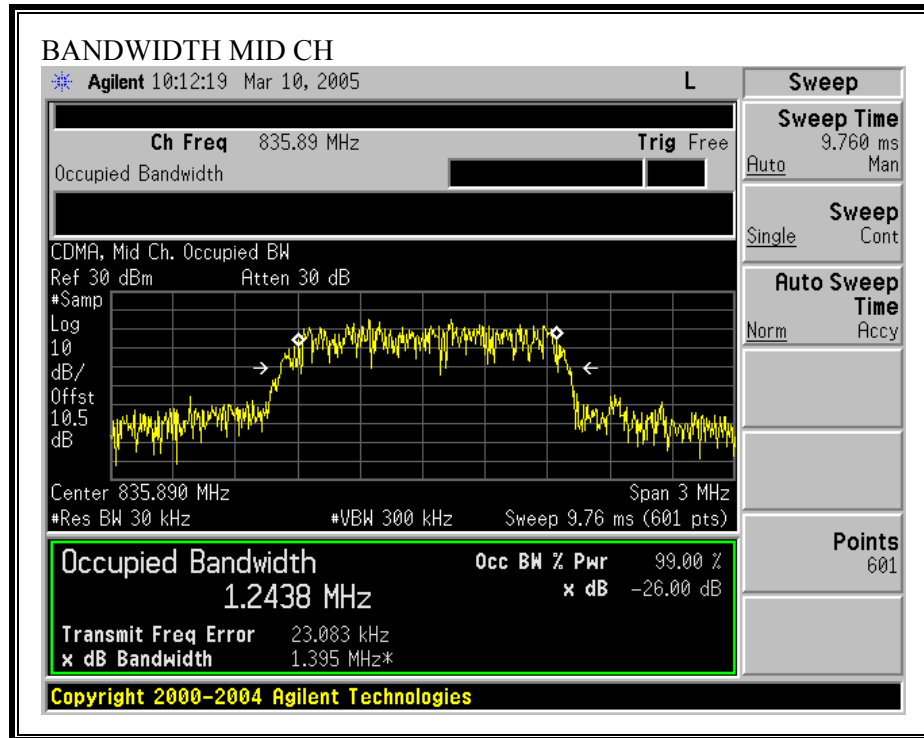 BANDWIDTH MID CH
Agilent 10:12:19 Mar 10, 2005 L
Sweep
Ch Freq 835.89 MHz Trig Free
Occupied Bandwidth
Sweep Time
9.760 ms
Auto Man
Sweep
Single Cont
Auto Sweep
Time
Norm Accy
Points
601
CDMA, Mid Ch. Occupied BW
Ref 30 dBm Atten 30 dB
#Samp
Log
10
dB/
Offst
10.5
dB
Center 835.890 MHz Span 3 MHz
#Res BW 30 kHz #VBW 300 kHz Sweep 9.76 ms (601 pts)
Occupied Bandwidth Occ BW % Pwr 99.00 %
1.2438 MHz x dB -26.00 dB
Transmit Freq Error 23.083 kHz
x dB Bandwidth 1.395 MHz*
Copyright 2000-2004 Agilent Technologies